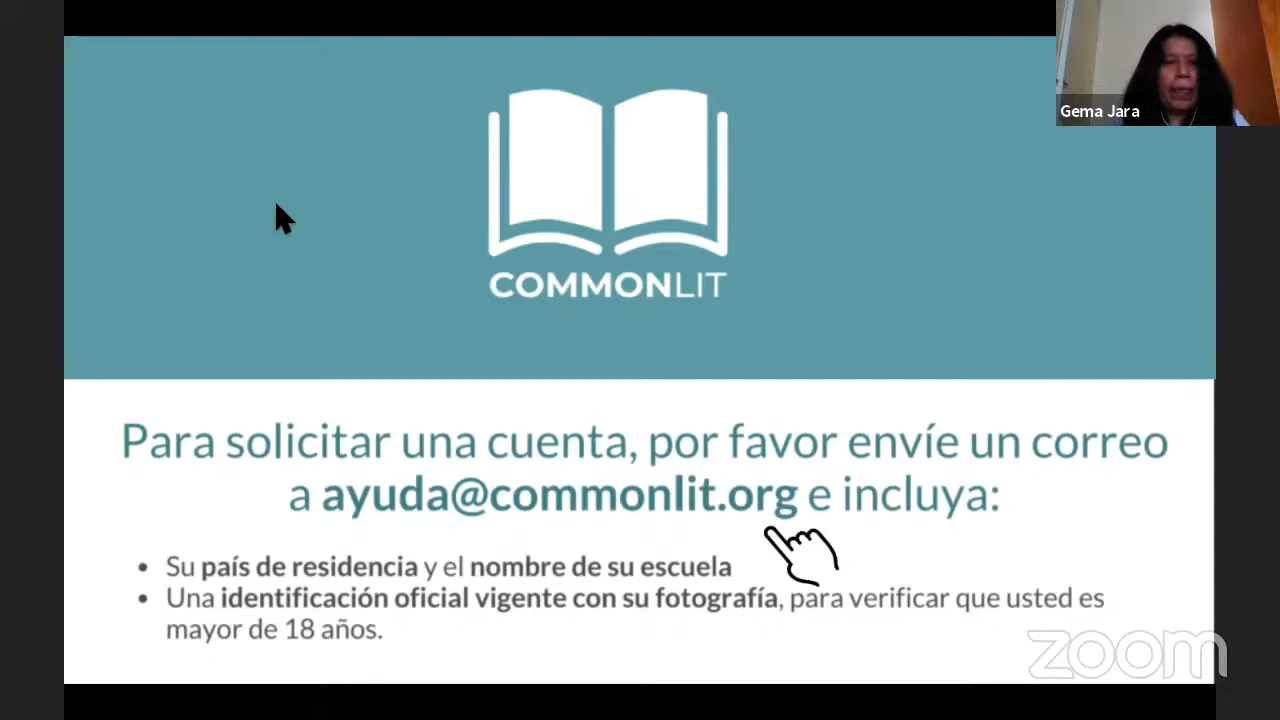 Gema Jara
COMMONLIT
Para solicitar una cuenta, por favor envíe un correo
a ayuda@commonlit.org e incluya:
• Su país de residencia y el nombre de su escuela
• Una identificación oficial vigente con su fotografía, para verificar que usted es
mayor de 18 años.
zoom